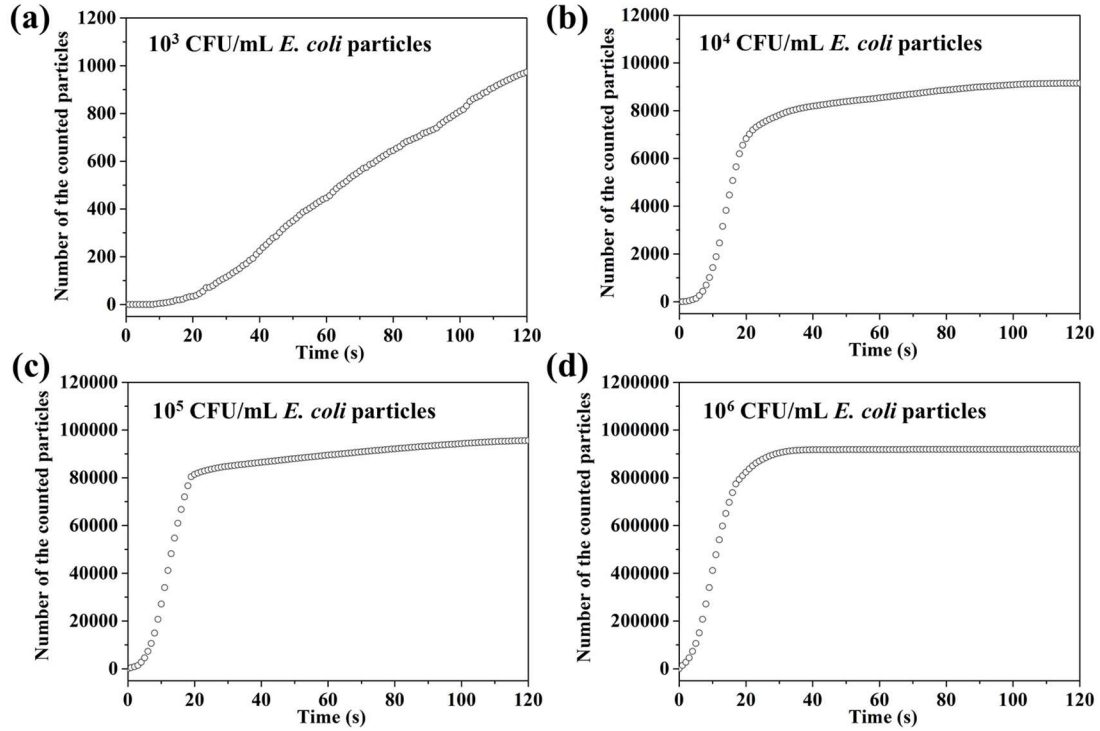 (a)
10³ CFU/mL E. coli particles
Number of the counted particles
1200
1000
800
600
400
200
0
0 20 40 60 80 100 120
Time (s)
(b)
10⁴ CFU/mL E. coli particles
Number of the counted particles
12000
10000
8000
6000
4000
2000
0
0 20 40 60 80 100 120
Time (s)
(c)
10⁵ CFU/mL E. coli particles
Number of the counted particles
120000
100000
80000
60000
40000
20000
0
0 20 40 60 80 100 120
Time (s)
(d)
10⁶ CFU/mL E. coli particles
Number of the counted particles
1200000
1000000
800000
600000
400000
200000
0
0 20 40 60 80 100 120
Time (s)